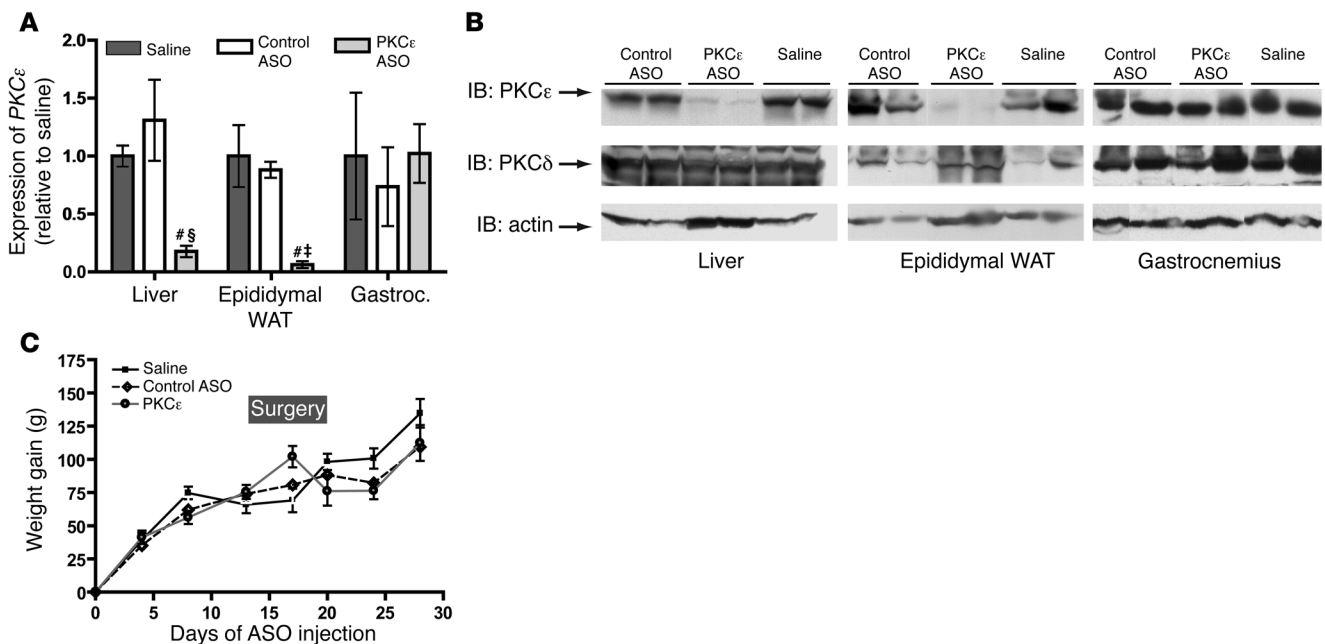 A
Expression of PKCε
(relative to saline)
2.0
1.5
1.0
0.5
0.0
Saline
Control
ASO
PKCε
ASO
#§
#‡
Liver
Epididymal
WAT
Gastroc.
B
Control
ASO
PKCε
ASO
Saline
Control
ASO
PKCε
ASO
Saline
Control
ASO
PKCε
ASO
Saline
IB: PKCε
IB: PKCδ
IB: actin
Liver
Epididymal WAT
Gastrocnemius
C
Weight gain (g)
175
150
125
100
75
50
25
0
Saline
Control ASO
PKCε
Surgery
0 5 10 15 20 25 30
Days of ASO injection